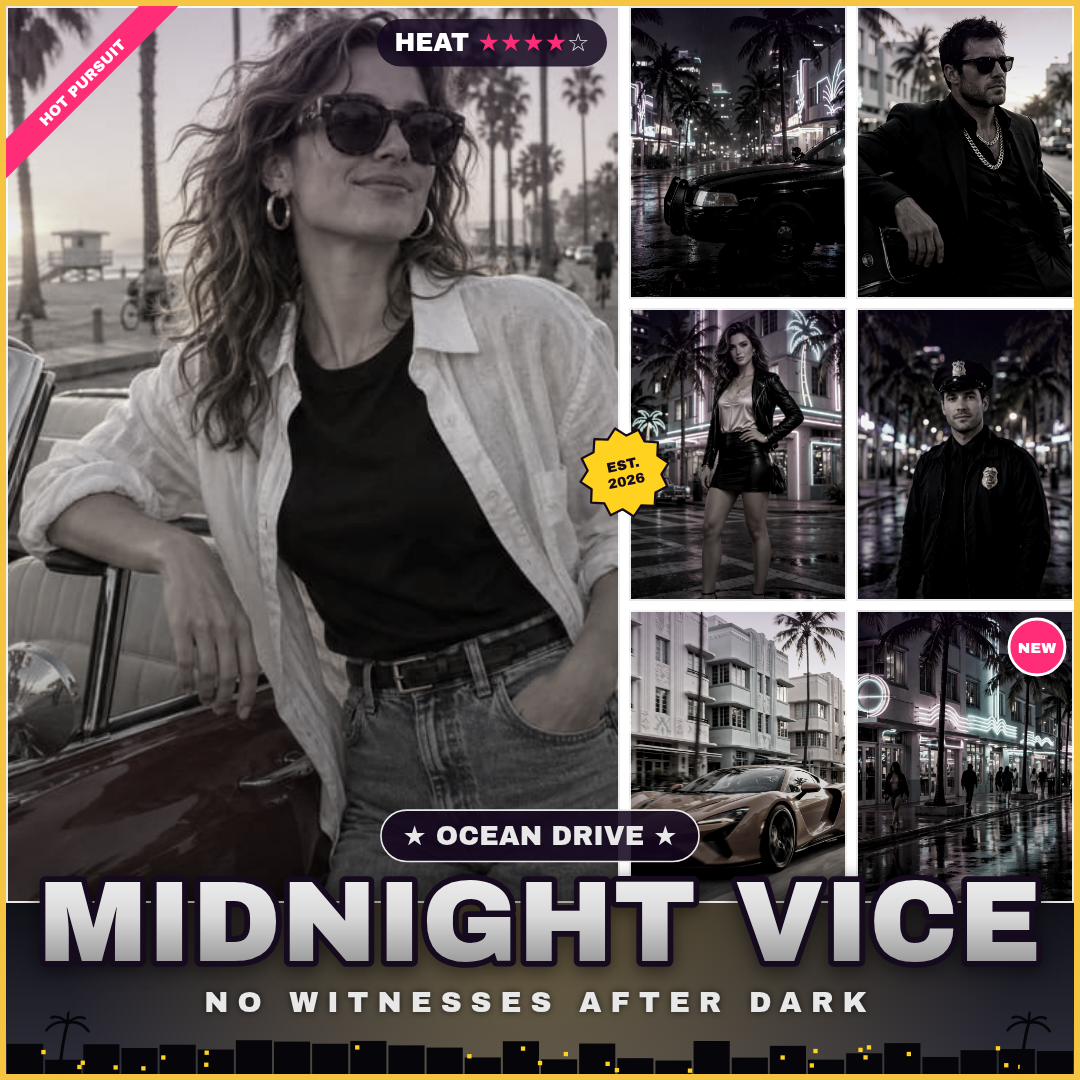 HOT PURSUIT
HEAT ★★★★☆
EST.
2026
NEW
★ OCEAN DRIVE ★
MIDNIGHT VICE
NO WITNESSES AFTER DARK